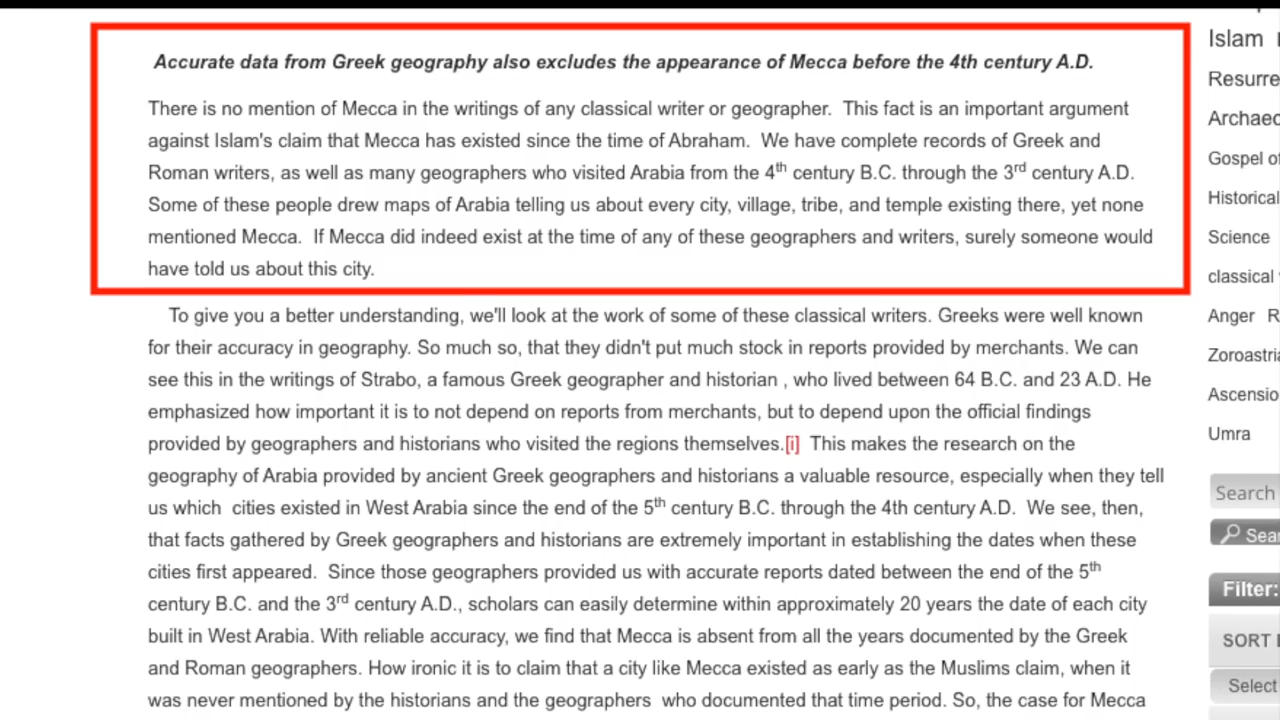 Accurate data from Greek geography also excludes the appearance of Mecca before the 4th century A.D.
There is no mention of Mecca in the writings of any classical writer or geographer.  This fact is an important argument
against Islam's claim that Mecca has existed since the time of Abraham.  We have complete records of Greek and
Roman writers, as well as many geographers who visited Arabia from the 4th century B.C. through the 3rd century A.D.
Some of these people drew maps of Arabia telling us about every city, village, tribe, and temple existing there, yet none
mentioned Mecca.  If Mecca did indeed exist at the time of any of these geographers and writers, surely someone would
have told us about this city.
To give you a better understanding, we'll look at the work of some of these classical writers. Greeks were well known
for their accuracy in geography. So much so, that they didn't put much stock in reports provided by merchants. We can
see this in the writings of Strabo, a famous Greek geographer and historian , who lived between 64 B.C. and 23 A.D. He
emphasized how important it is to not depend on reports from merchants, but to depend upon the official findings
provided by geographers and historians who visited the regions themselves.[i]  This makes the research on the
geography of Arabia provided by ancient Greek geographers and historians a valuable resource, especially when they tell
us which  cities existed in West Arabia since the end of the 5th century B.C. through the 4th century A.D.  We see, then,
that facts gathered by Greek geographers and historians are extremely important in establishing the dates when these
cities first appeared.  Since those geographers provided us with accurate reports dated between the end of the 5th
century B.C. and the 3rd century A.D., scholars can easily determine within approximately 20 years the date of each city
built in West Arabia. With reliable accuracy, we find that Mecca is absent from all the years documented by the Greek
and Roman geographers. How ironic it is to claim that a city like Mecca existed as early as the Muslims claim, when it
was never mentioned by the historians and the geographers  who documented that time period. So, the case for Mecca
Islam
Resurre
Archaeo
Gospel of
Historical
Science
classical
Anger R
Zoroastri
Ascensio
Umra
Search
Sear
Filter:
SORT
Select